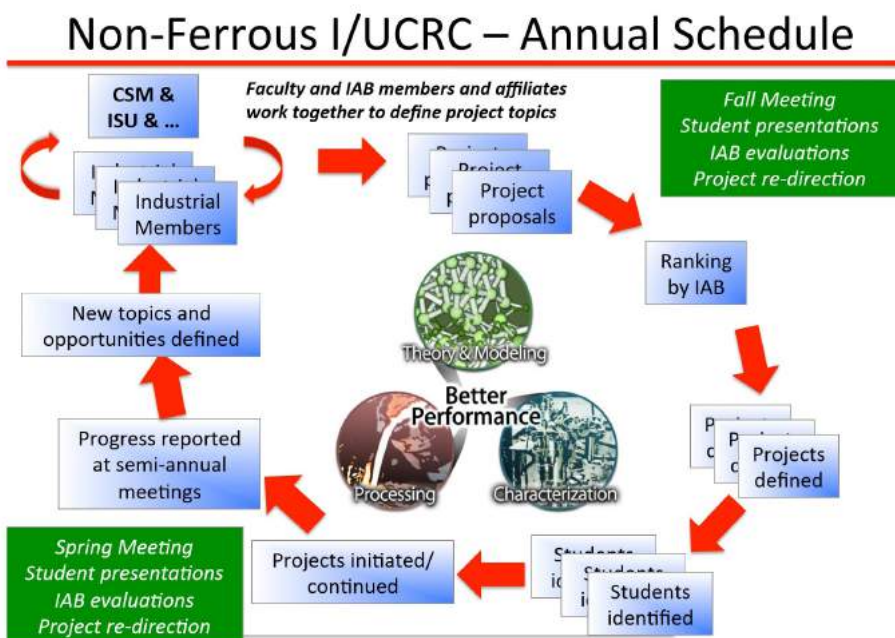 Non-Ferrous I/UCRC – Annual Schedule
CSM &
ISU & ...
Faculty and IAB members and affiliates
work together to define project topics
Fall Meeting
Student presentations
IAB evaluations
Project re-direction
Industrial
Members
Project
proposals
Ranking
by IAB
New topics and
opportunities defined
Theory & Modeling
Better
Performance
Processing
Characterization
Projects
defined
Progress reported
at semi-annual
meetings
Spring Meeting
Student presentations
IAB evaluations
Project re-direction
Projects initiated/
continued
Students
Students
Students
identified